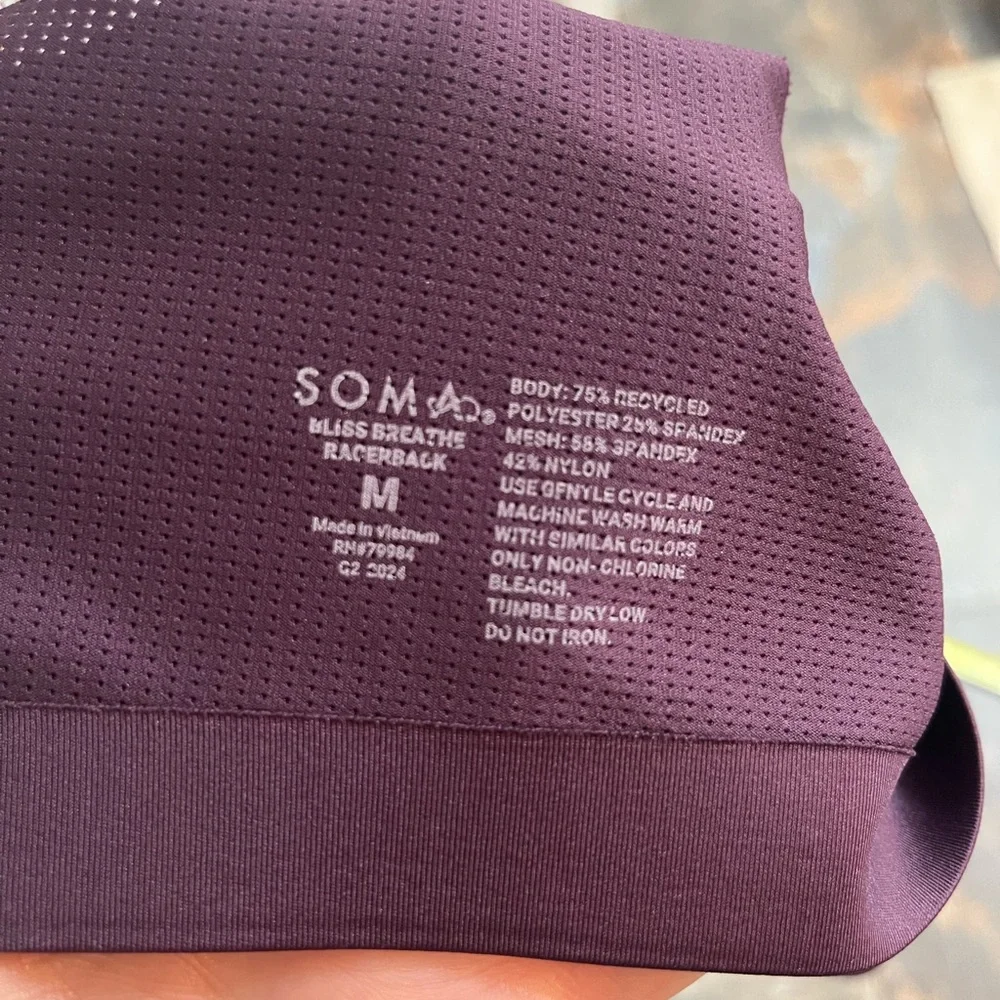 SOMA®
BLISS BREATHE
RACERBACK
M
Made in Vietnam
RN#79984
G2 2024
BODY: 75% RECYCLED
POLYESTER 25% SPANDEX
MESH: 58% SPANDEX
42% NYLON
USE GENTLE CYCLE AND
MACHINE WASH WARM
WITH SIMILAR COLORS
ONLY NON-CHLORINE
BLEACH.
TUMBLE DRY LOW
DO NOT IRON.